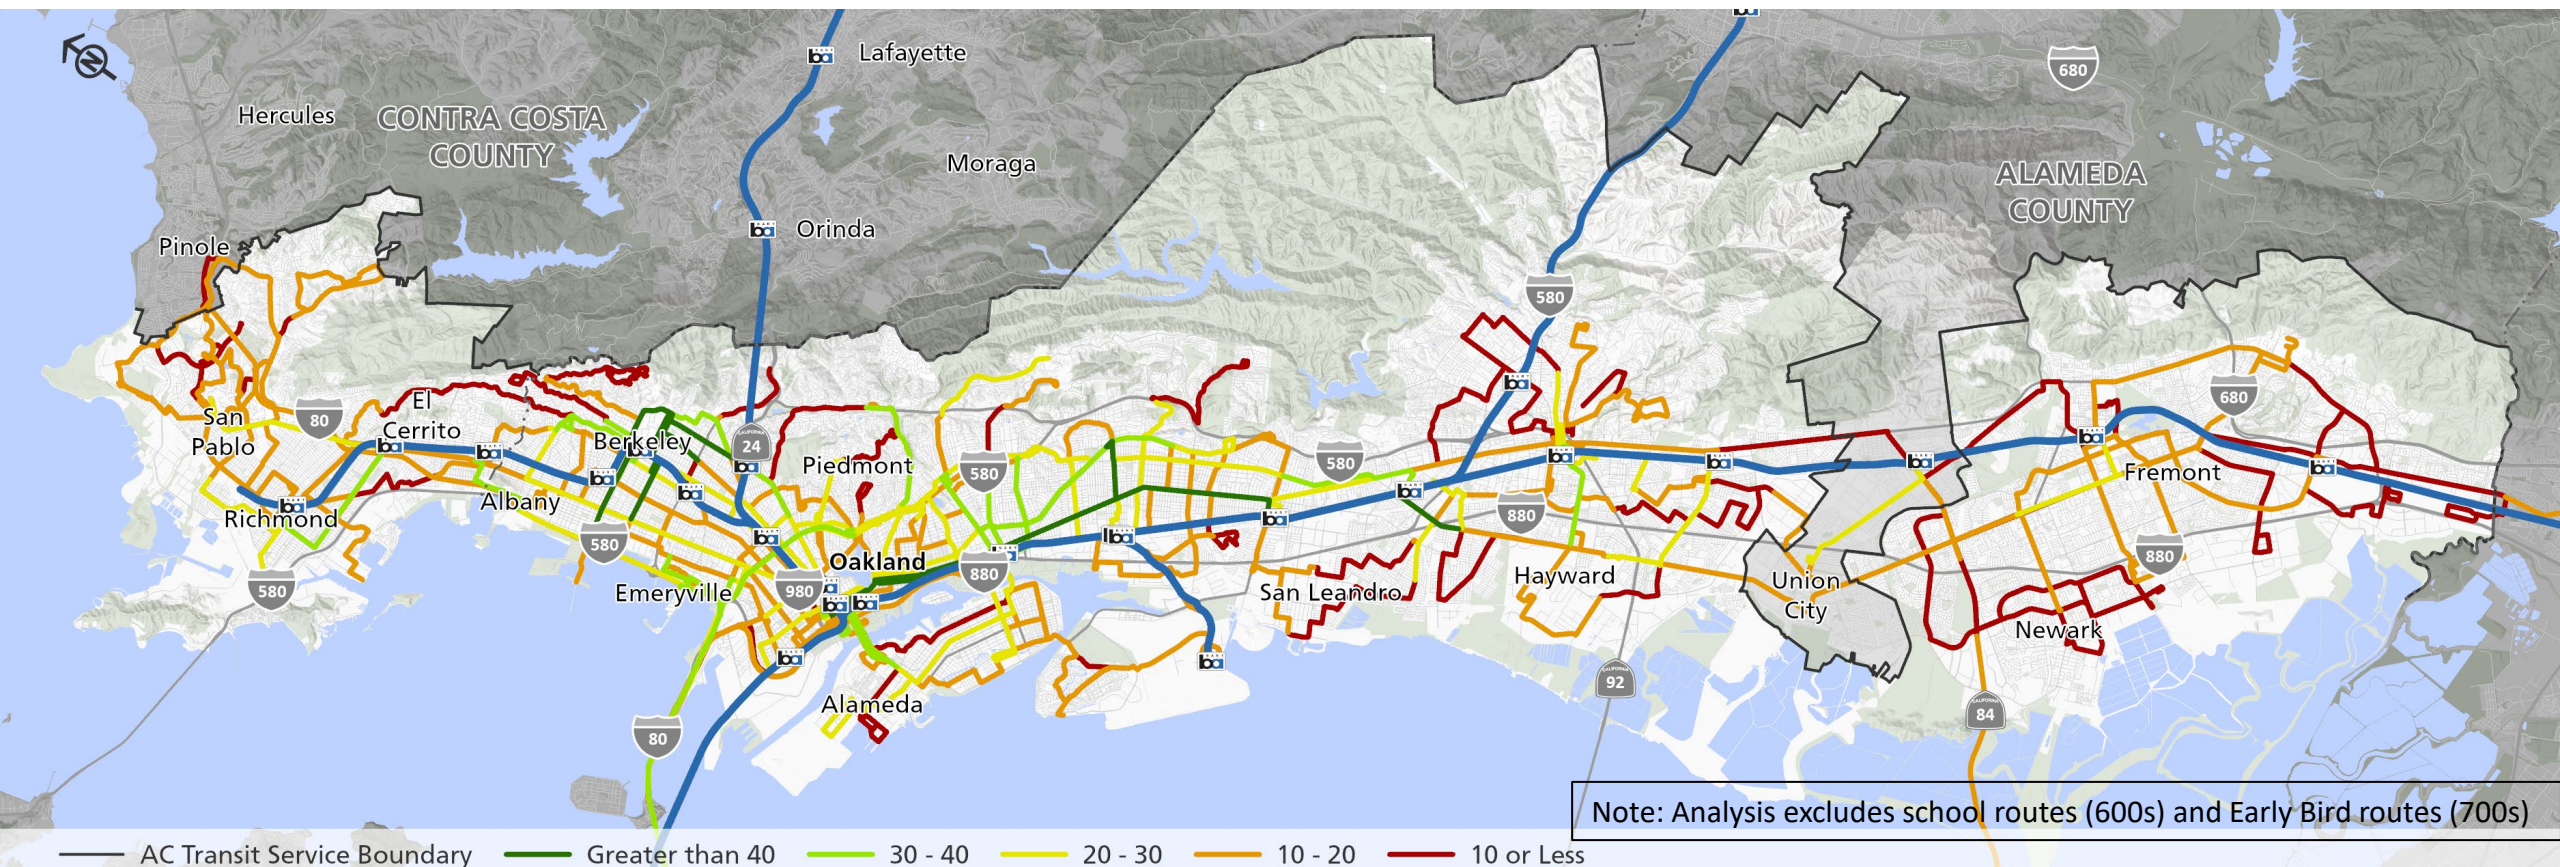 Lafayette
680
Hercules
CONTRA COSTA
COUNTY
Moraga
ALAMEDA
COUNTY
Orinda
Pinole
580
El
Cerrito
San
Pablo
80
Berkeley
CALIFORNIA
24
Piedmont
580
580
680
Fremont
Albany
Richmond
580
Oakland
880
880
880
Emeryville
980
580
San Leandro
Hayward
Union
City
Newark
Alameda
CALIFORNIA
92
CALIFORNIA
84
80
N
Note: Analysis excludes school routes (600s) and Early Bird routes (700s)
AC Transit Service Boundary
Greater than 40
30 - 40
20 - 30
10 - 20
10 or Less